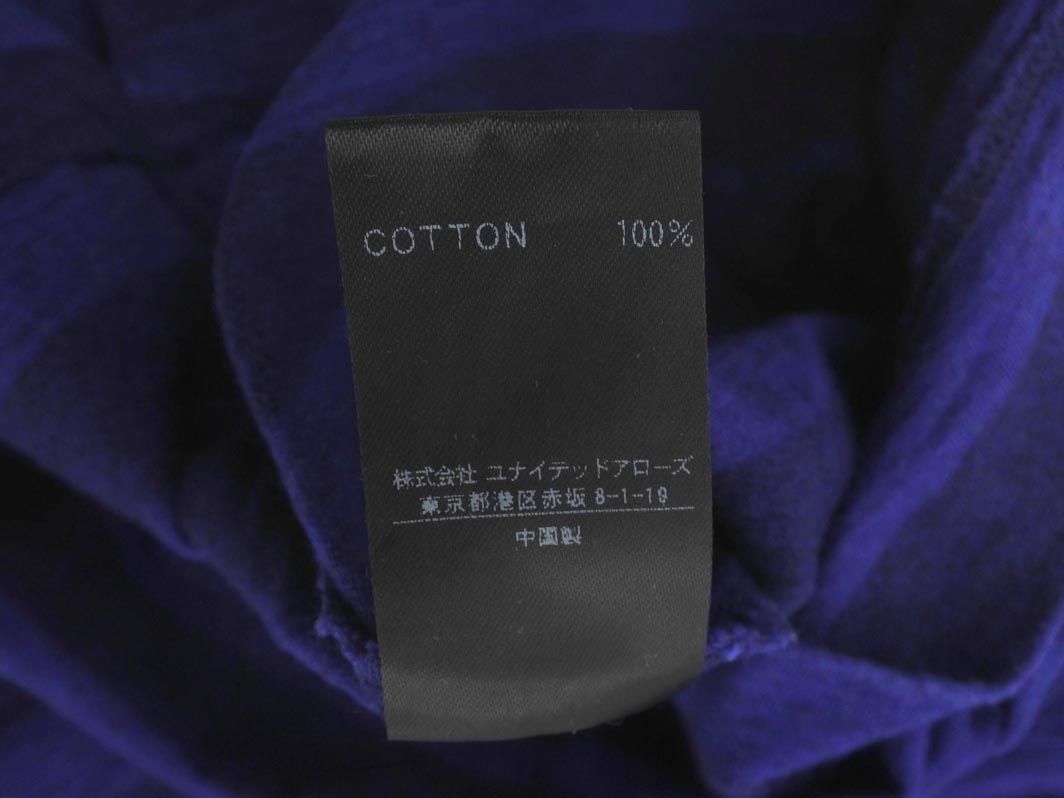 COTTON 100%
株式会社 ユナイテッドアローズ
東京都港区赤坂 8-1-19
中国製